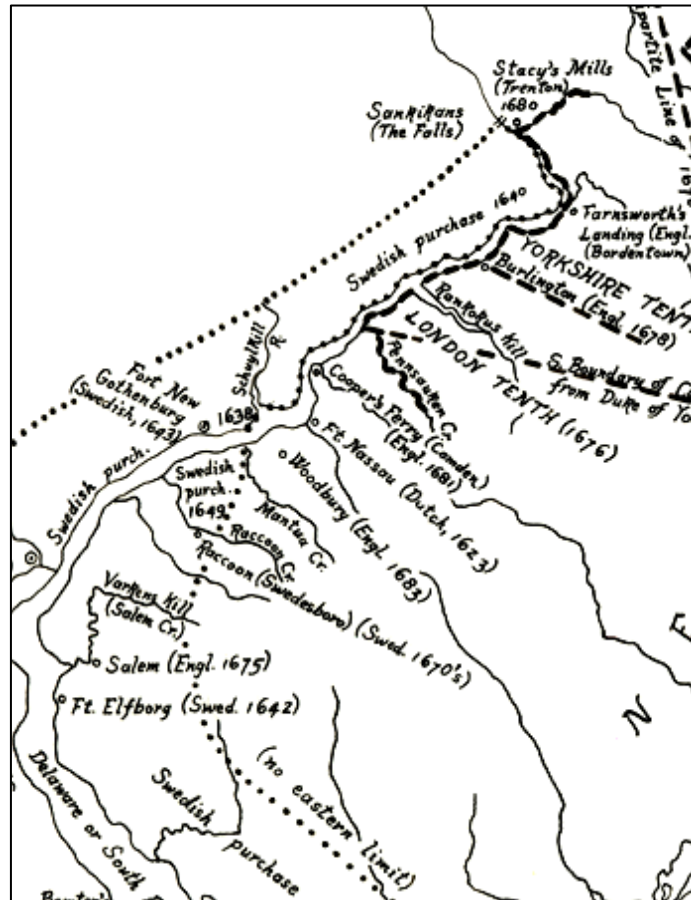 Stacy's Mills
(Trenton)
1680
Sankikans
(The Falls)
Swedish purchase 1640
Farnsworth's
Landing (Engl.
(Bordentown)
YORKSHIRE TENTH
Burlington (Engl. 1678)
Rankokus Kill
S. Boundary of
from Duke of
LONDON TENTH (1676)
Pennsauken Cr.
Schuylkill
R.
Fort New
Gothenburg
(Swedish, 1643)
1638
Cooper's Ferry (Camden)
(Engl. 1681)
Ft. Nassau (Dutch, 1623)
Woodbury (Engl. 1683)
Swedish purch.
Swedish
purch.
1649
Mantua Cr.
Raccoon Cr.
Raccoon (Swedesboro) (Swed. 1670's)
Varkens Kill
(Salem Cr.)
Salem (Engl. 1675)
Ft. Elfborg (Swed. 1642)
(no eastern limit)
Swedish purchase
Delaware or South
N
E